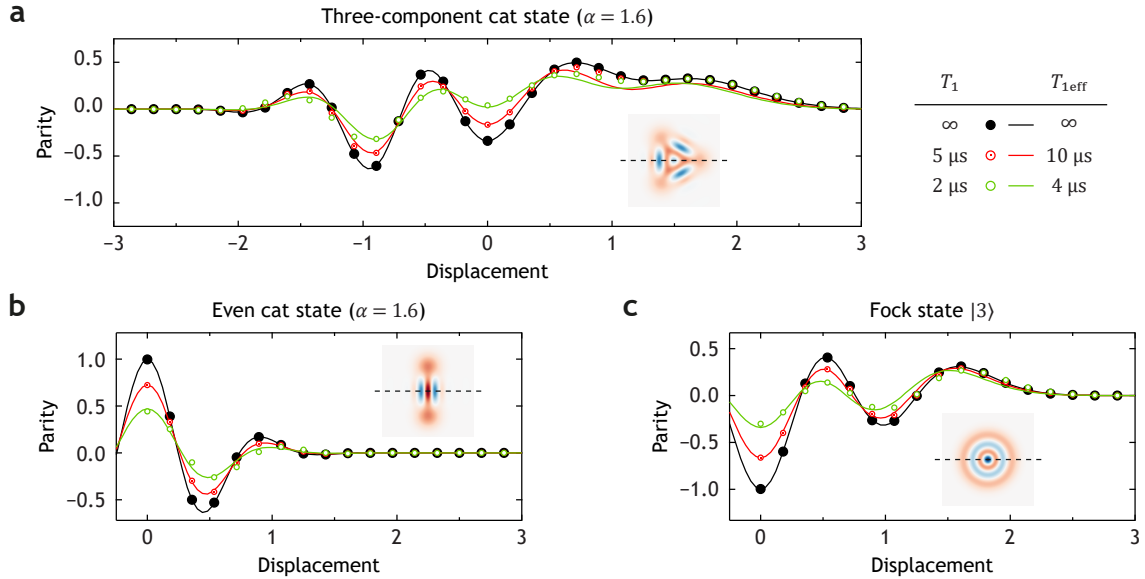 a
Three-component cat state (α = 1.6)
Parity
0.5
0.0
−0.5
−1.0
−3 −2 −1 0 1 2 3
Displacement
T₁ T₁eff
∞ ∞
5 µs 10 µs
2 µs 4 µs
b
Even cat state (α = 1.6)
Parity
1.0
0.5
0.0
−0.5
0 1 2 3
Displacement
c
Fock state |3⟩
Parity
0.5
0.0
−0.5
−1.0
0 1 2 3
Displacement